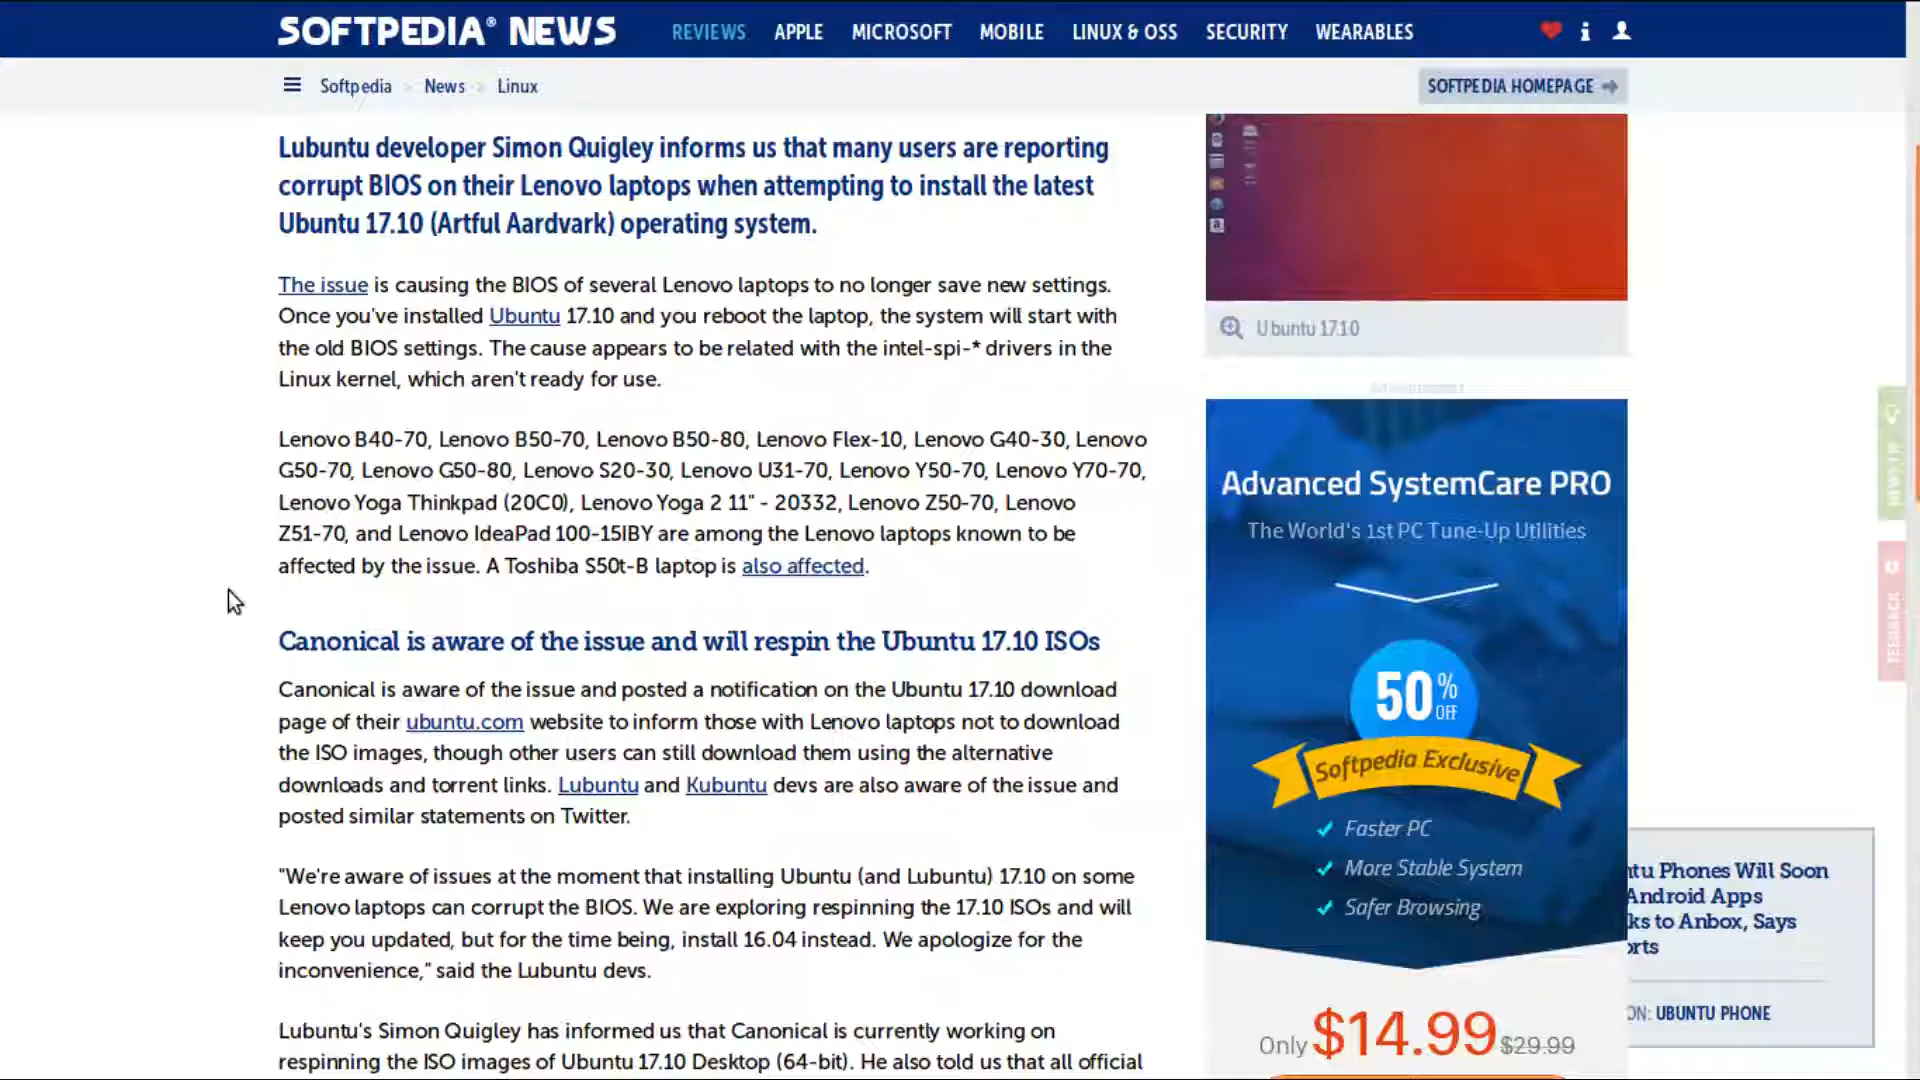 SOFTPEDIA® NEWS
REVIEWS APPLE MICROSOFT MOBILE LINUX & OSS SECURITY WEARABLES
Softpedia > News > Linux
SOFTPEDIA HOMEPAGE
Lubuntu developer Simon Quigley informs us that many users are reporting
corrupt BIOS on their Lenovo laptops when attempting to install the latest
Ubuntu 17.10 (Artful Aardvark) operating system.
The issue is causing the BIOS of several Lenovo laptops to no longer save new settings.
Once you've installed Ubuntu 17.10 and you reboot the laptop, the system will start with
the old BIOS settings. The cause appears to be related with the intel-spi-* drivers in the
Linux kernel, which aren't ready for use.
Lenovo B40-70, Lenovo B50-70, Lenovo B50-80, Lenovo Flex-10, Lenovo G40-30, Lenovo
G50-70, Lenovo G50-80, Lenovo S20-30, Lenovo U31-70, Lenovo Y50-70, Lenovo Y70-70,
Lenovo Yoga Thinkpad (20C0), Lenovo Yoga 2 11" - 20332, Lenovo Z50-70, Lenovo
Z51-70, and Lenovo IdeaPad 100-15IBY are among the Lenovo laptops known to be
affected by the issue. A Toshiba S50t-B laptop is also affected.
Canonical is aware of the issue and will respin the Ubuntu 17.10 ISOs
Canonical is aware of the issue and posted a notification on the Ubuntu 17.10 download
page of their ubuntu.com website to inform those with Lenovo laptops not to download
the ISO images, though other users can still download them using the alternative
downloads and torrent links. Lubuntu and Kubuntu devs are also aware of the issue and
posted similar statements on Twitter.
"We're aware of issues at the moment that installing Ubuntu (and Lubuntu) 17.10 on some
Lenovo laptops can corrupt the BIOS. We are exploring respinning the 17.10 ISOs and will
keep you updated, but for the time being, install 16.04 instead. We apologize for the
inconvenience," said the Lubuntu devs.
Lubuntu's Simon Quigley has informed us that Canonical is currently working on
respinning the ISO images of Ubuntu 17.10 Desktop (64-bit). He also told us that all official
Ubuntu 17.10
Advanced SystemCare PRO
The World's 1st PC Tune-Up Utilities
50% OFF
Softpedia Exclusive
Faster PC
More Stable System
Safer Browsing
Only $14.99 $29.99
FEEDBACK
ntu Phones Will Soon
Android Apps
ks to Anbox, Says
orts
ON: UBUNTU PHONE